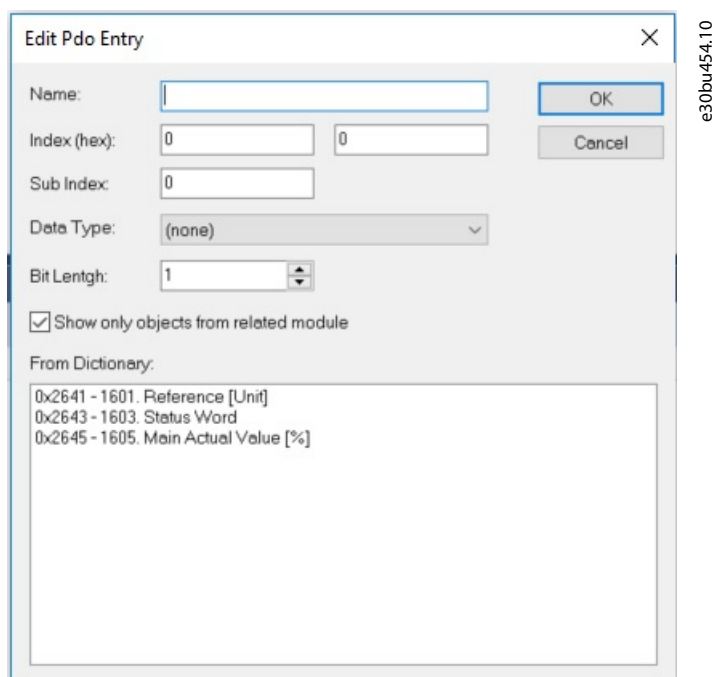 Edit Pdo Entry
Name:
OK
Index (hex): 0 0
Cancel
Sub Index: 0
Data Type: (none)
Bit Lentgh: 1
Show only objects from related module
From Dictionary:
0x2641 - 1601. Reference [Unit]
0x2643 - 1603. Status Word
0x2645 - 1605. Main Actual Value [%]
e30bu454.10